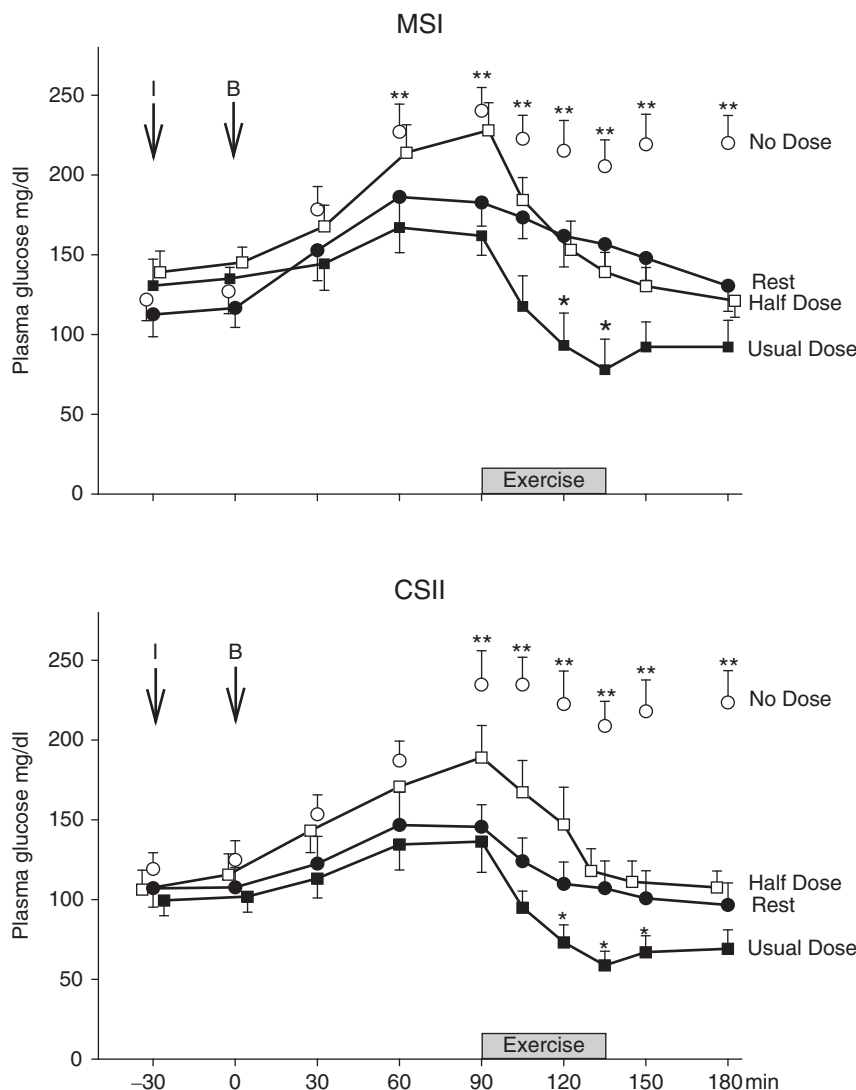 MSI
Plasma glucose mg/dl
250
200
150
100
50
0
I
B
** ** ** ** ** ** **
* *
No Dose
Rest
Half Dose
Usual Dose
Exercise
CSII
Plasma glucose mg/dl
250
200
150
100
50
0
I
B
** ** ** ** ** **
* * *
No Dose
Half Dose
Rest
Usual Dose
Exercise
–30 0 30 60 90 120 150 180 min